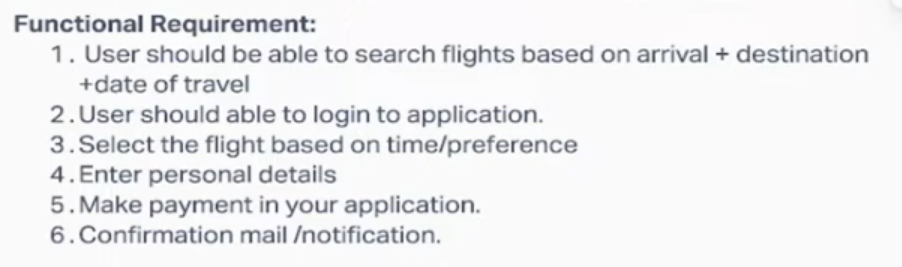 Functional Requirement:
1. User should be able to search flights based on arrival + destination
+date of travel
2. User should able to login to application.
3. Select the flight based on time/preference
4. Enter personal details
5. Make payment in your application.
6. Confirmation mail /notification.